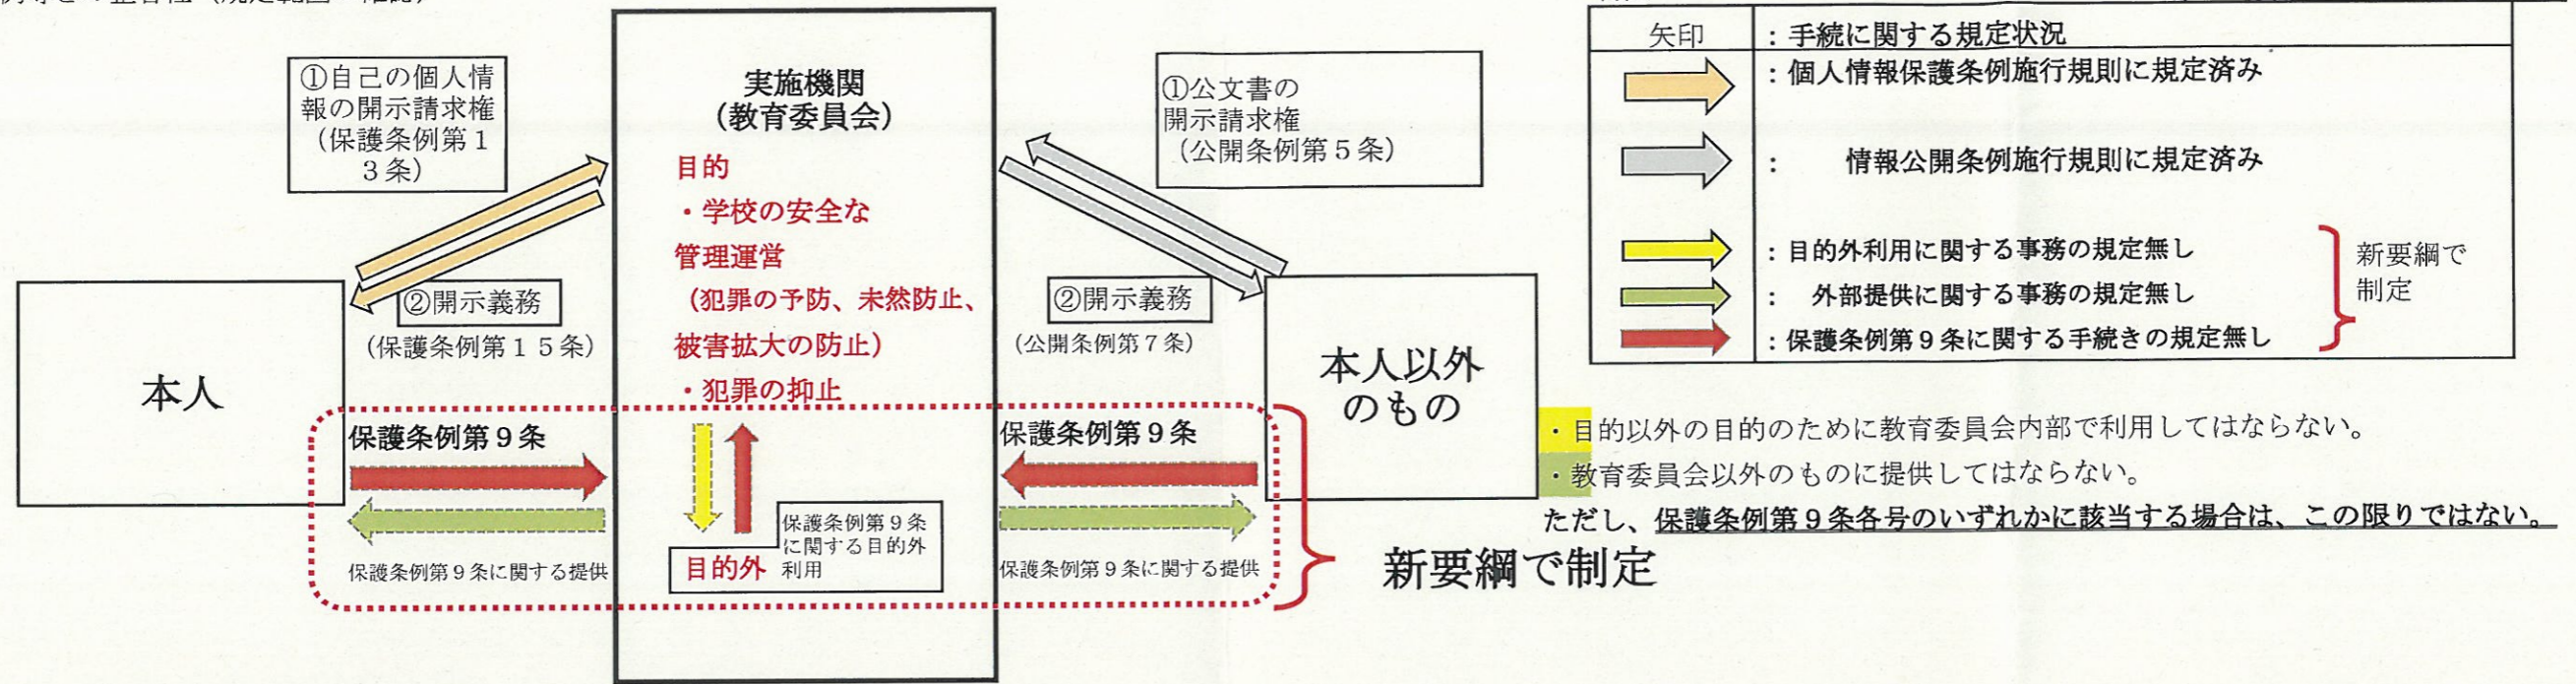 ①自己の個人情
報の開示請求権
（保護条例第１
３条）
実施機関
（教育委員会）
目的
・学校の安全な
管理運営
（犯罪の予防、未然防止、
被害拡大の防止）
・犯罪の抑止
①公文書の
開示請求権
（公開条例第５条）
②開示義務
（保護条例第１５条）
②開示義務
（公開条例第７条）
本人
本人以外
のもの
保護条例第９条
保護条例第９条
保護条例第９条に関する提供
目的外
保護条例第９条
に関する目的外
利用
保護条例第９条に関する提供
新要綱で制定
矢印
：手続に関する規定状況
：個人情報保護条例施行規則に規定済み
：　　情報公開条例施行規則に規定済み
：目的外利用に関する事務の規定無し
：　外部提供に関する事務の規定無し
：保護条例第９条に関する手続きの規定無し
新要綱で
制定
・目的以外の目的のために教育委員会内部で利用してはならない。
・教育委員会以外のものに提供してはならない。
ただし、保護条例第９条各号のいずれかに該当する場合は、この限りではない。